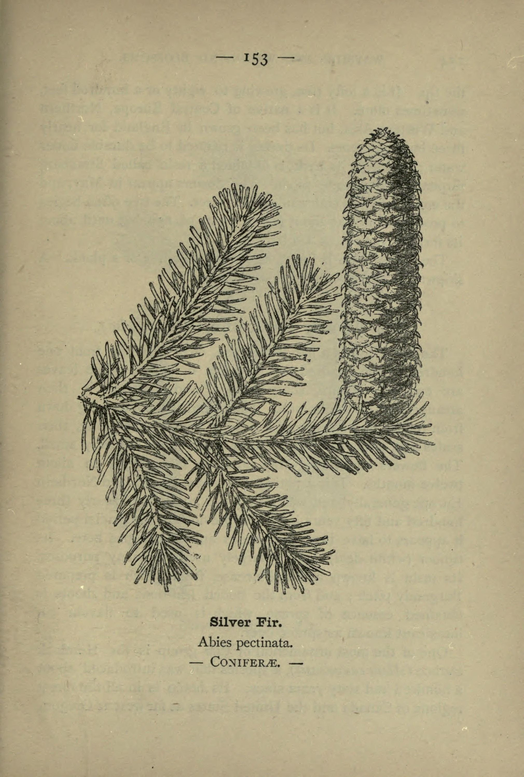 — 153 —
Silver Fir.
Abies pectinata.
— CONIFERÆ. —